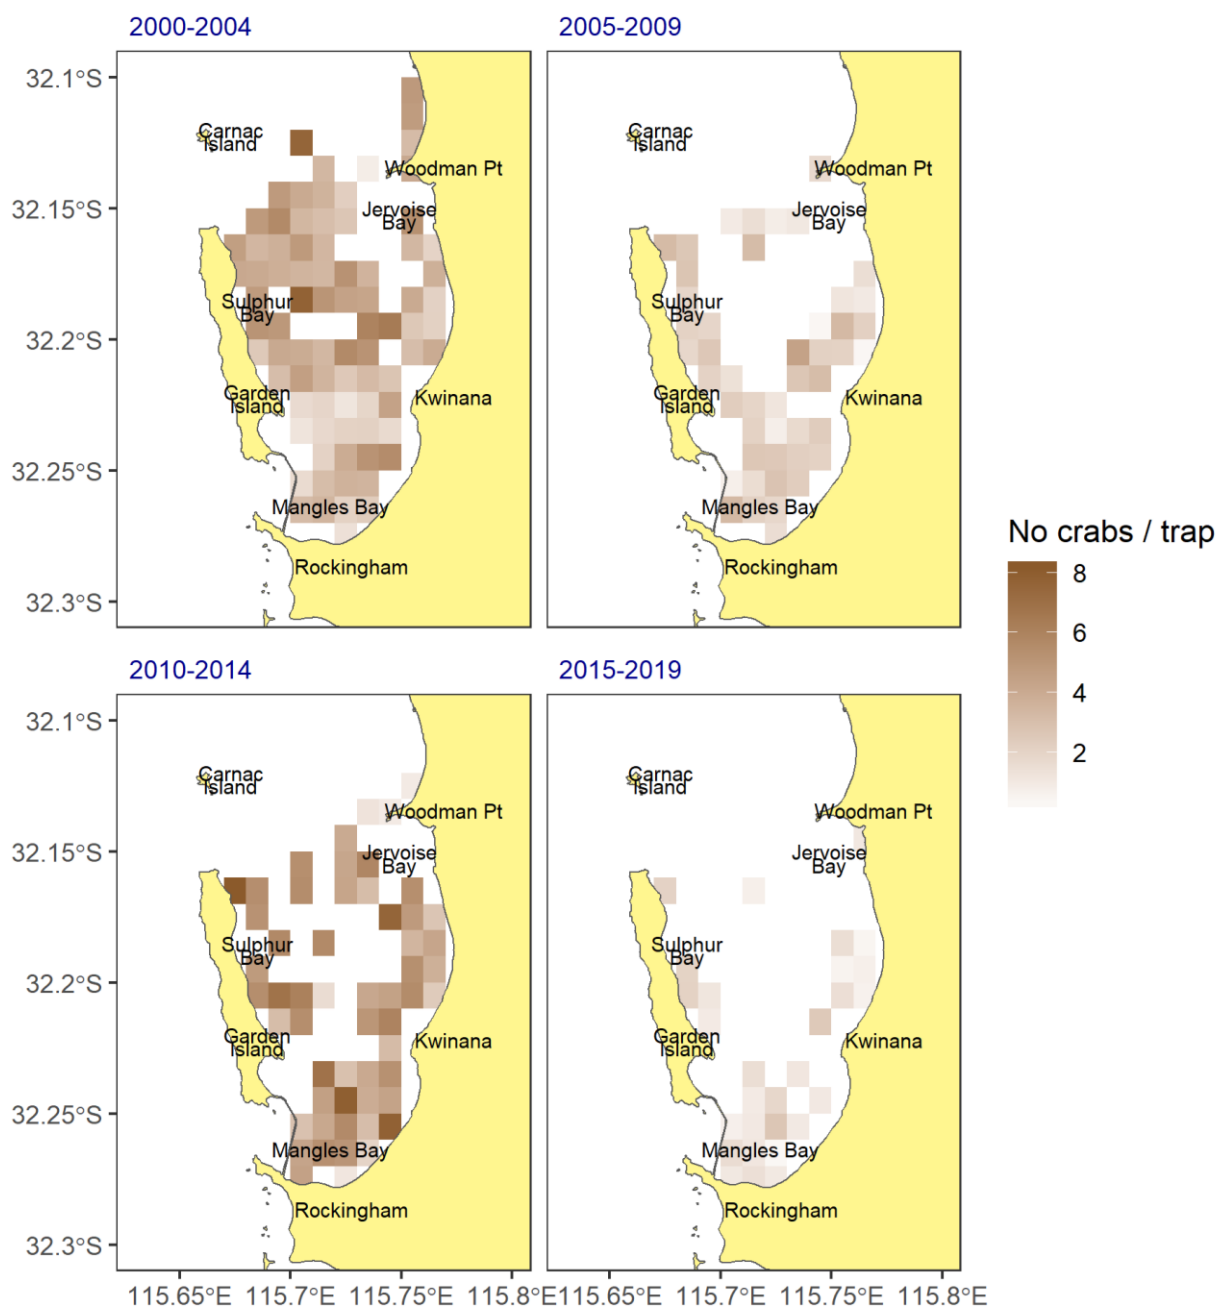 2000-2004
2005-2009
32.1°S
32.15°S
32.2°S
32.25°S
32.3°S
Carnac
Island
Woodman Pt
Jervoise
Bay
Sulphur
Bay
Garden
Island
Kwinana
Mangles Bay
Rockingham
Carnac
Island
Woodman Pt
Jervoise
Bay
Sulphur
Bay
Garden
Island
Kwinana
Mangles Bay
Rockingham
No crabs / trap
8
6
4
2
2010-2014
2015-2019
32.1°S
32.15°S
32.2°S
32.25°S
32.3°S
Carnac
Island
Woodman Pt
Jervoise
Bay
Sulphur
Bay
Garden
Island
Kwinana
Mangles Bay
Rockingham
Carnac
Island
Woodman Pt
Jervoise
Bay
Sulphur
Bay
Garden
Island
Kwinana
Mangles Bay
Rockingham
115.65°E 115.7°E 115.75°E 115.8°E
115.65°E 115.7°E 115.75°E 115.8°E